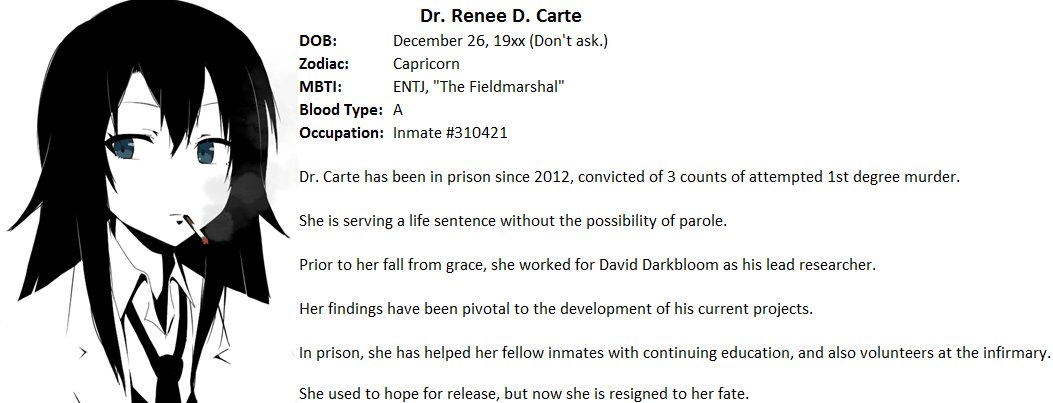 Dr. Renee D. Carte
DOB: December 26, 19xx (Don't ask.)
Zodiac: Capricorn
MBTI: ENTJ, "The Fieldmarshal"
Blood Type: A
Occupation: Inmate #310421
Dr. Carte has been in prison since 2012, convicted of 3 counts of attempted 1st degree murder.
She is serving a life sentence without the possibility of parole.
Prior to her fall from grace, she worked for David Darkbloom as his lead researcher.
Her findings have been pivotal to the development of his current projects.
In prison, she has helped her fellow inmates with continuing education, and also volunteers at the infirmary.
She used to hope for release, but now she is resigned to her fate.